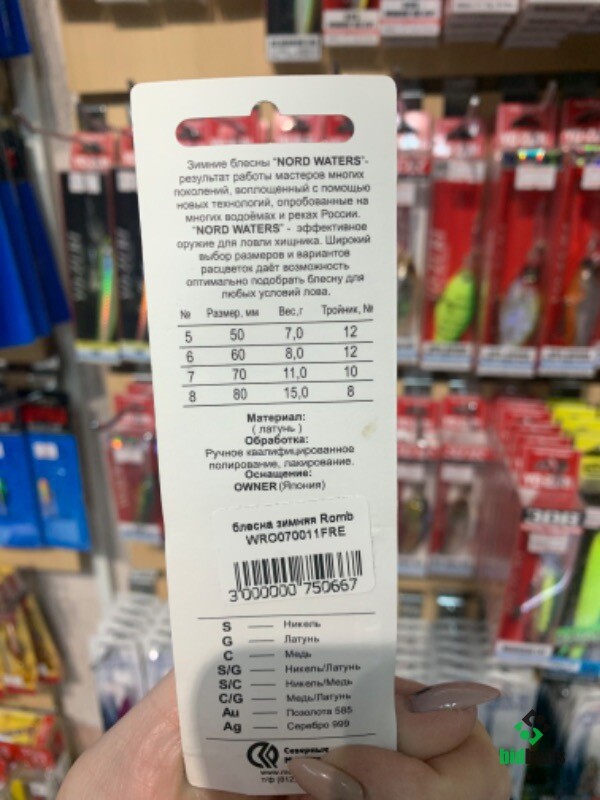 Зимние блесны "NORD WATERS"-
результат работы мастеров многих
поколений, воплощенный с помощью
новых технологий, опробованные на
многих водоёмах и реках России.
"NORD WATERS" - эффективное
оружие для ловли хищника. Широкий
выбор размеров и вариантов
расцветок даёт возможность
оптимально подобрать блесну для
любых условий лова.
№ Размер, мм Вес,г Тройник, №
5 50 7,0 12
6 60 8,0 12
7 70 11,0 10
8 80 15,0 8
Материал:
( латунь )
Обработка:
Ручное квалифицированное
полирование, лакирование.
Оснащение:
OWNER (Япония)
блесна зимняя Romb
WRO070011FRE
3000000 750667
S — Никель
G — Латунь
C — Медь
S/G — Никель/Латунь
S/C — Никель/Медь
C/G — Медь/Латунь
Au — Позолота 585
Ag — Серебро 999
Северные